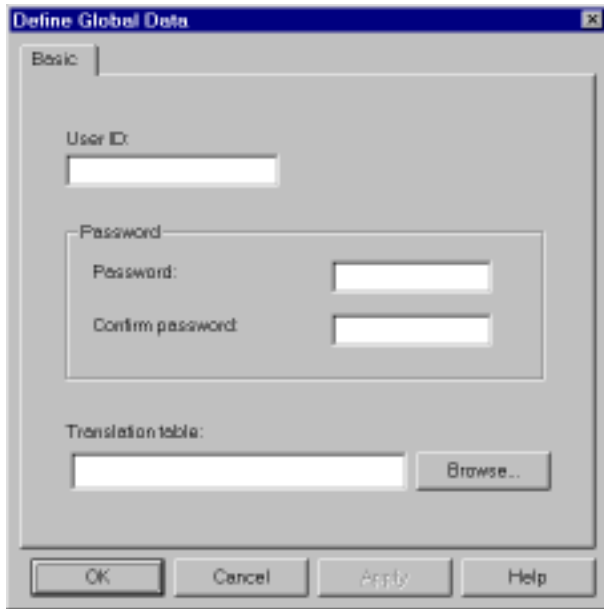 Define Global Data
Basic
User ID:
Password
Password:
Confirm password:
Translation table:
Browse...
OK Cancel Apply Help